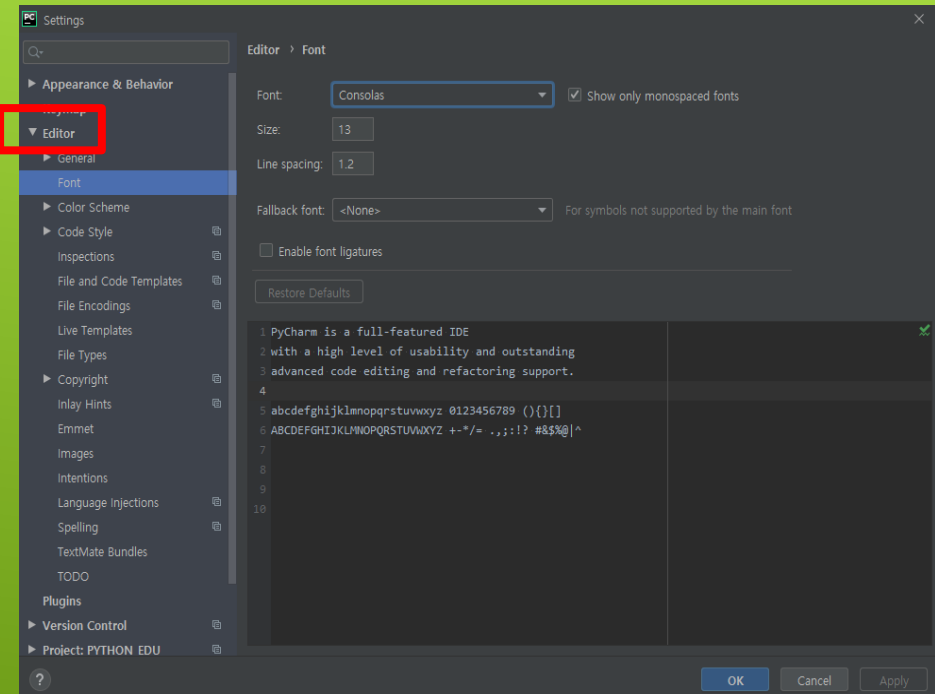 PC Settings
Editor › Font
Appearance & Behavior
Keymap
Editor
General
Font
Color Scheme
Code Style
Inspections
File and Code Templates
File Encodings
Live Templates
File Types
Copyright
Inlay Hints
Emmet
Images
Intentions
Language Injections
Spelling
TextMate Bundles
TODO
Plugins
Version Control
Project: PYTHON_EDU
Font: Consolas Show only monospaced fonts
Size: 13
Line spacing: 1.2
Fallback font: <None> For symbols not supported by the main font
Enable font ligatures
Restore Defaults
1 PyCharm is a full-featured IDE
2 with a high level of usability and outstanding
3 advanced code editing and refactoring support.
4
5 abcdefghijklmnopqrstuvwxyz 0123456789 (){}[]
6 ABCDEFGHIJKLMNOPQRSTUVWXYZ +-*/= .,;:!? #&$%@|^
7
8
9
10
?
OK Cancel Apply